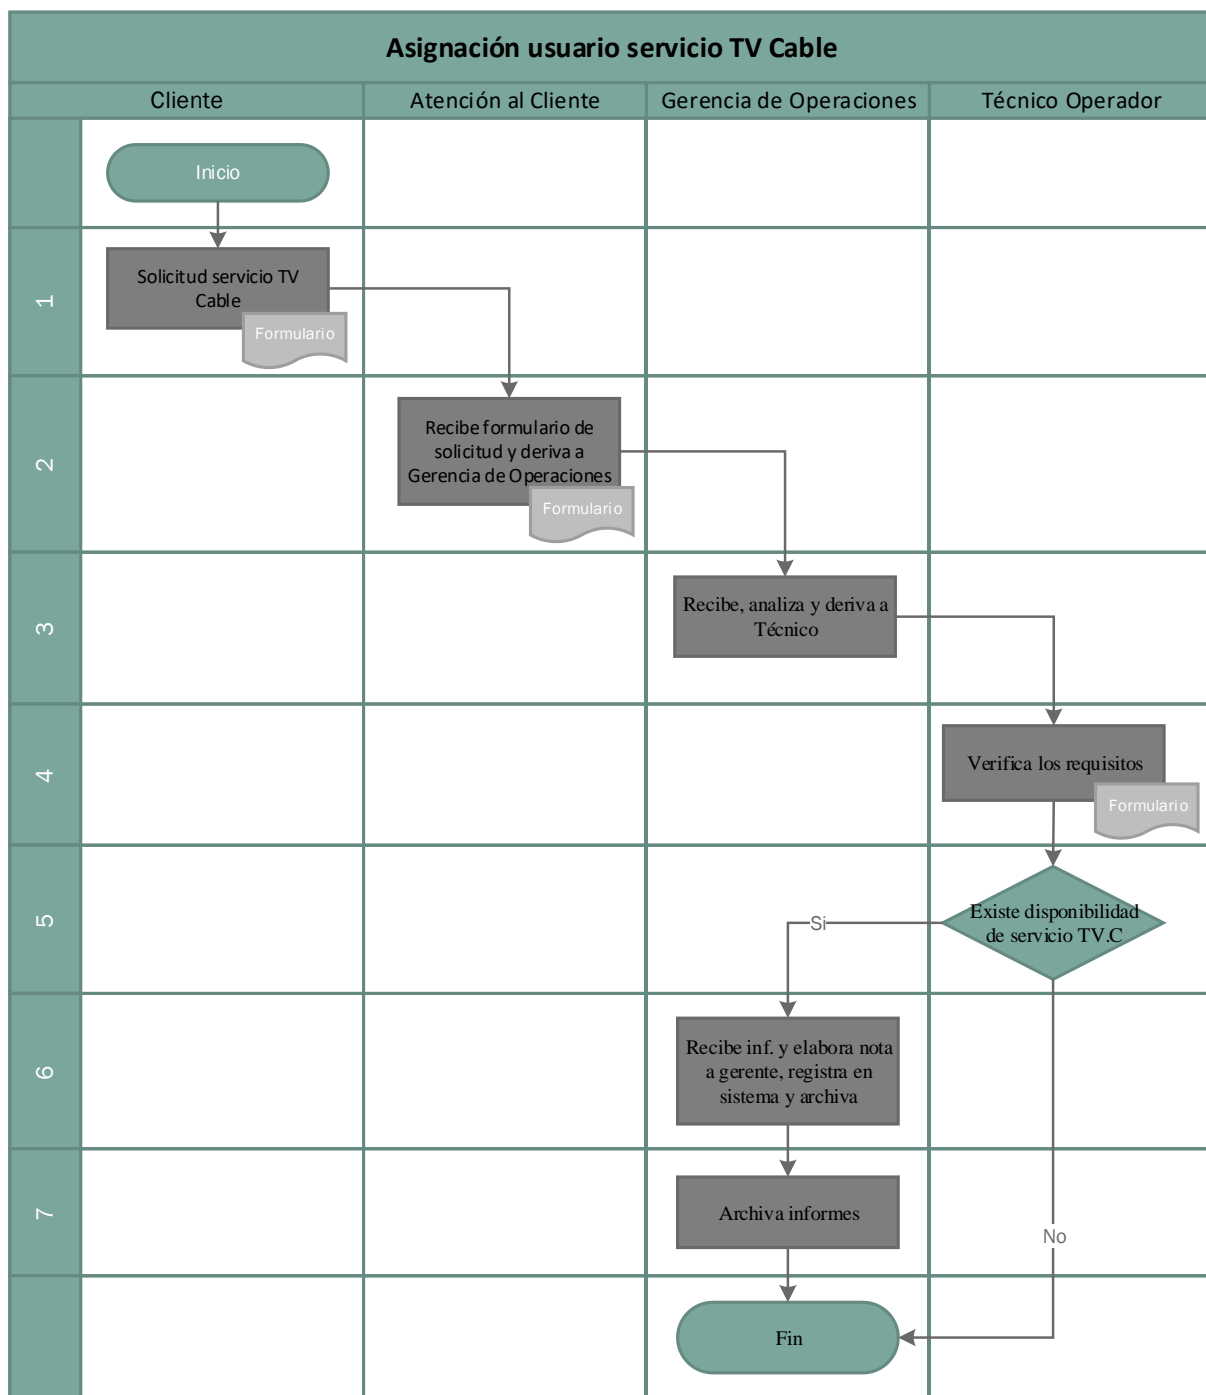 Asignación usuario servicio TV Cable
Cliente
Atención al Cliente
Gerencia de Operaciones
Técnico Operador
Inicio
1
Solicitud servicio TV
Cable
Formulario
2
Recibe formulario de
solicitud y deriva a
Gerencia de Operaciones
Formulario
3
Recibe, analiza y deriva a
Técnico
4
Verifica los requisitos
Formulario
5
Existe disponibilidad
de servicio TV.C
Si
6
Recibe inf. y elabora nota
a gerente, registra en
sistema y archiva
7
Archiva informes
No
Fin